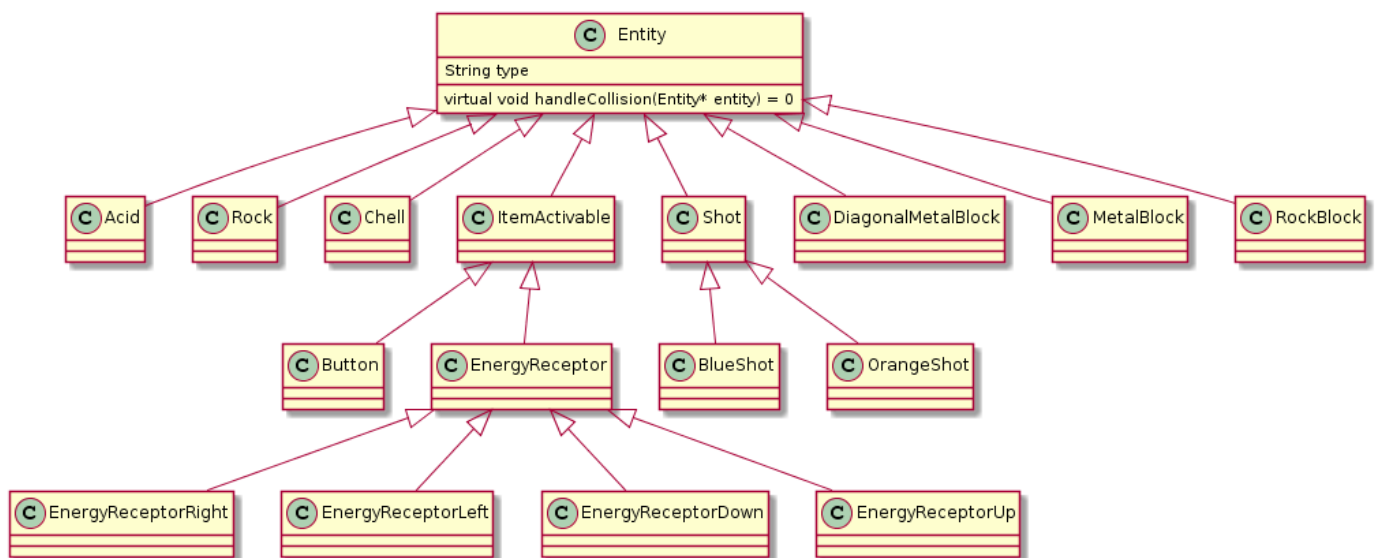 C Entity
String type
virtual void handleCollision(Entity* entity) = 0
C Acid
C Rock
C Chell
C ItemActivable
C Shot
C DiagonalMetalBlock
C MetalBlock
C RockBlock
C Button
C EnergyReceptor
C BlueShot
C OrangeShot
C EnergyReceptorRight
C EnergyReceptorLeft
C EnergyReceptorDown
C EnergyReceptorUp